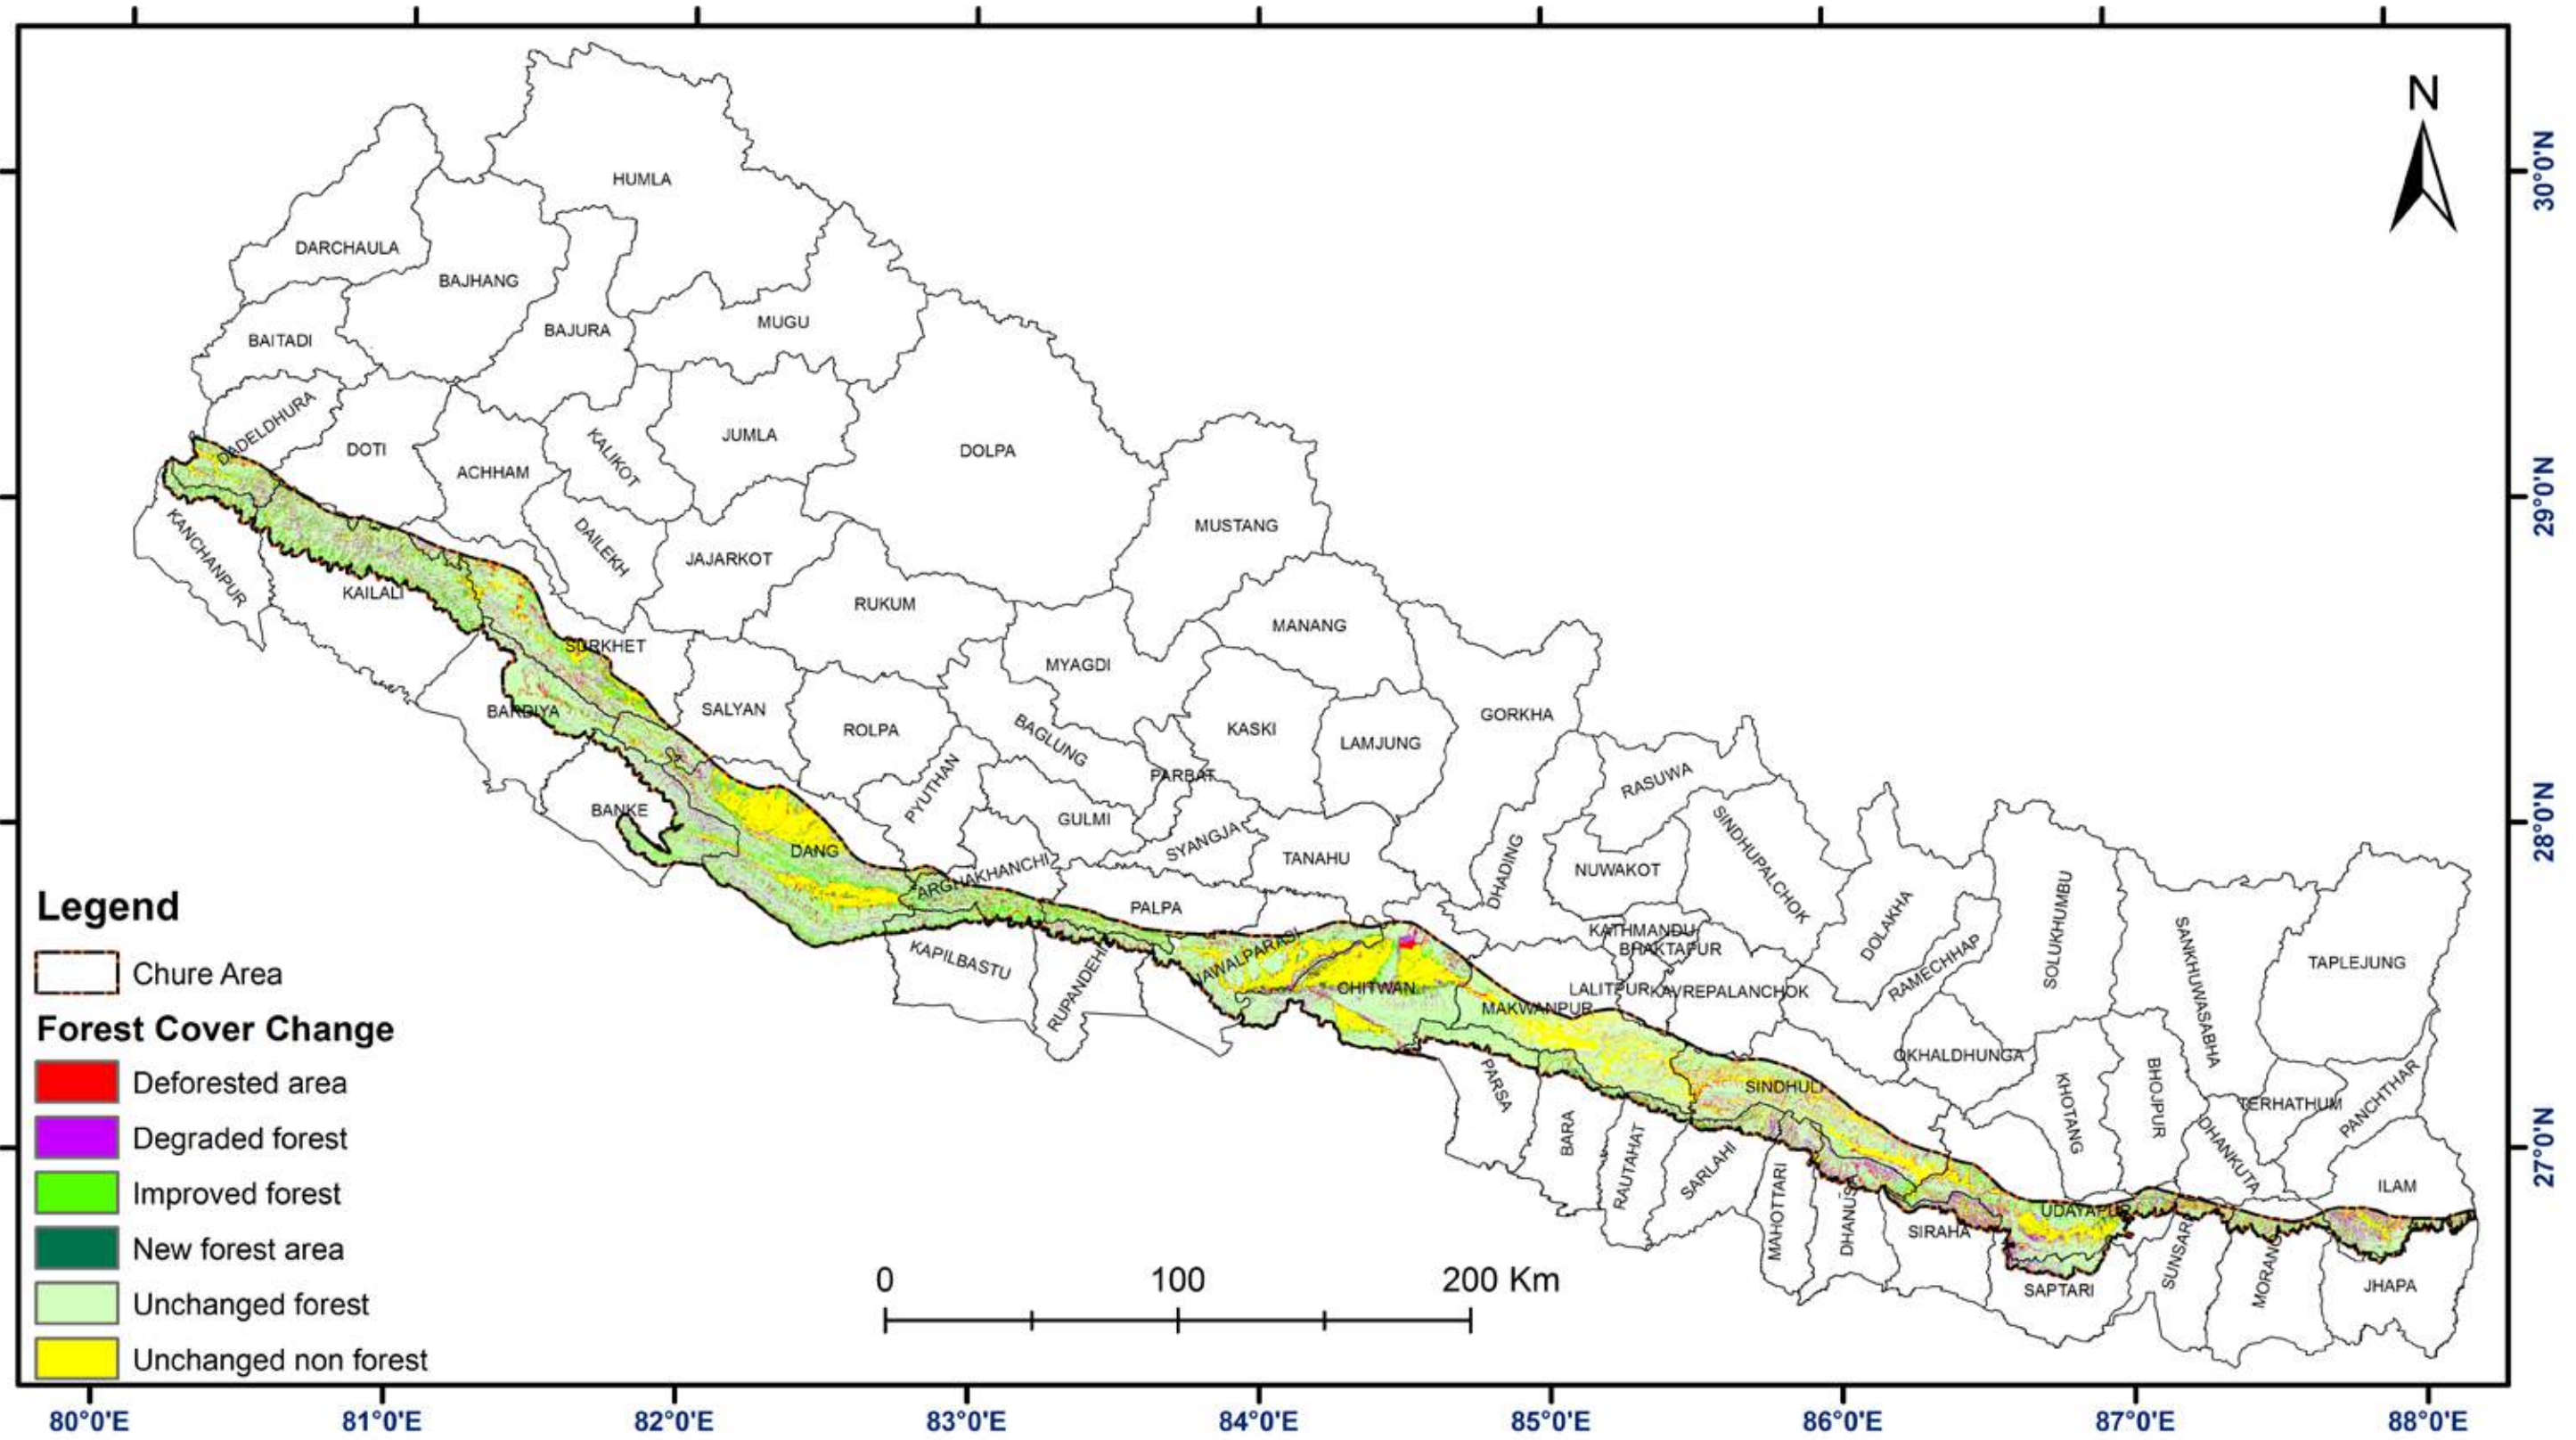 N
HUMLA
DARCHAULA
BAJHANG
MUGU
BAJURA
BAITADI
DADELDHURA
DOTI
JUMLA
KALIKOT
ACHHAM
DOLPA
KANCHANPUR
DAILEKH
MUSTANG
JAJARKOT
KAILALI
RUKUM
MANANG
SURKHET
MYAGDI
BARDIYA
SALYAN
ROLPA
BAGLUNG
KASKI
LAMJUNG
GORKHA
PARBAT
RASUWA
PYUTHAN
BANKE
GULMI
SYANGJA
TANAHU
DHADING
NUWAKOT
SINDHUPALCHOK
DANG
ARGHAKHANCHI
PALPA
KATHMANDU
BHAKTAPUR
DOLAKHA
RAMECHHAP
SOLUKHUMBU
SANKHUWASABHA
TAPLEJUNG
KAPILBASTU
RUPANDEHI
NAWALPARASI
CHITWAN
LALITPUR
KAVREPALANCHOK
MAKWANPUR
OKHALDHUNGA
PARSA
BARA
RAUTAHAT
SARLAHI
SINDHULI
KHOTANG
BHOJPUR
TERHATHUM
PANCHTHAR
DHANKUTA
MAHOTTARI
DHANUS
SIRAHA
UDAYAPUR
SAPTARI
SUNSARI
MORANG
ILAM
JHAPA
30°0'N
29°0'N
28°0'N
27°0'N
Legend
Chure Area
Forest Cover Change
Deforested area
Degraded forest
Improved forest
New forest area
Unchanged forest
Unchanged non forest
0 100 200 Km
80°0'E 81°0'E 82°0'E 83°0'E 84°0'E 85°0'E 86°0'E 87°0'E 88°0'E